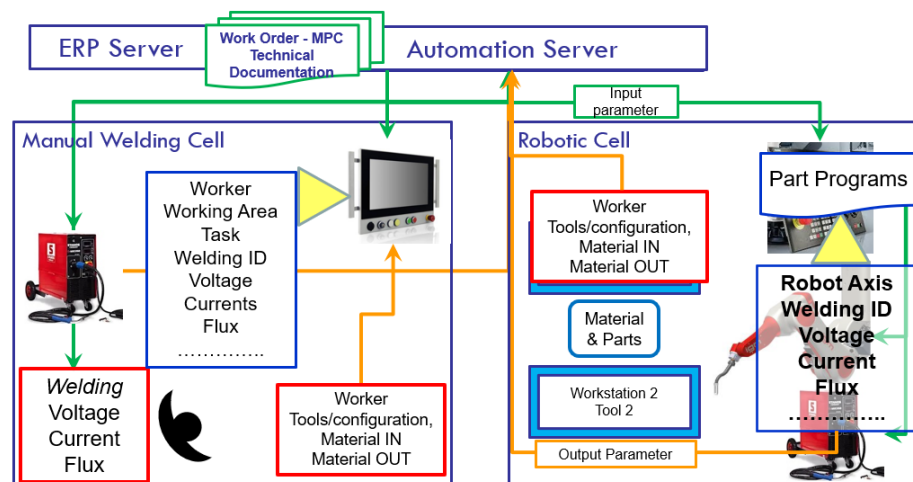 ERP Server
Work Order - MPC
Technical
Documentation
Automation Server
Input
parameter
Manual Welding Cell
Worker
Working Area
Task
Welding ID
Voltage
Currents
Flux
…………..
Welding
Voltage
Current
Flux
Worker
Tools/configuration,
Material IN
Material OUT
Robotic Cell
Part Programs
Worker
Tools/configuration,
Material IN
Material OUT
Material
& Parts
Robot Axis
Welding ID
Voltage
Current
Flux
……………..
Workstation 2
Tool 2
Output Parameter